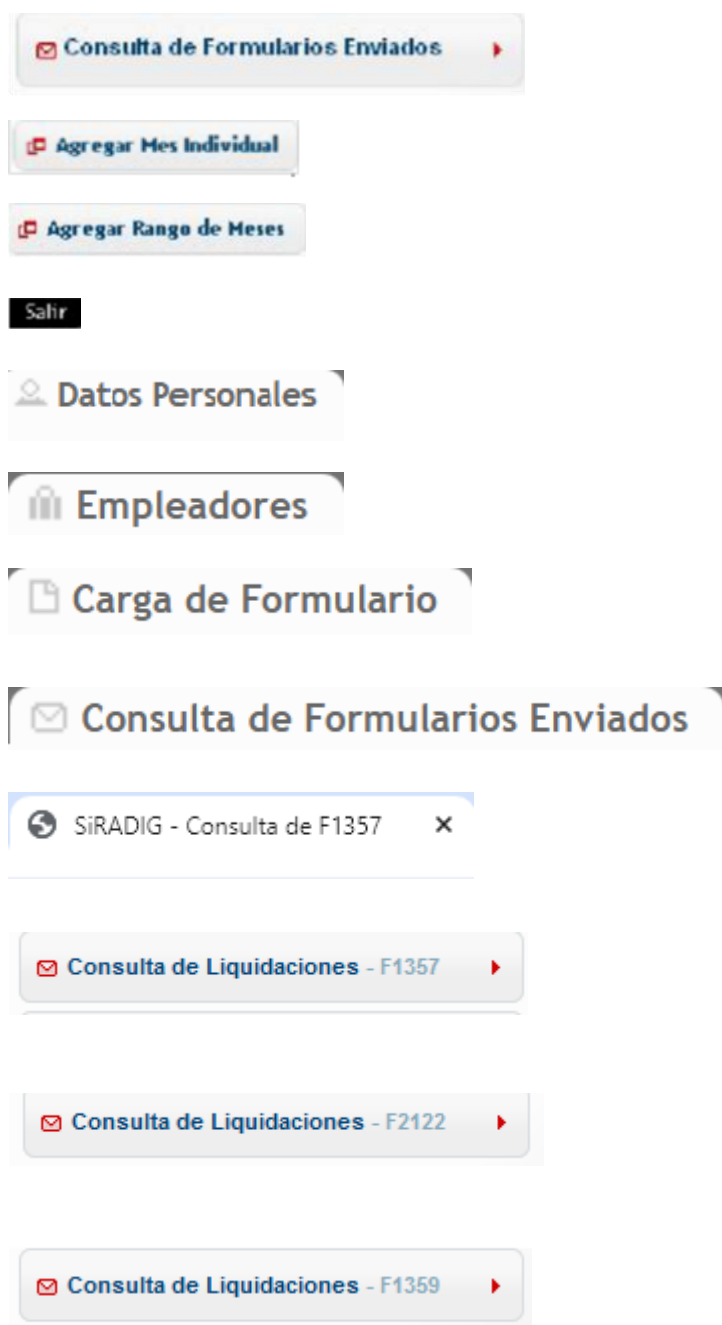 Consulta de Formularios Enviados
Agregar Mes Individual
Agregar Rango de Meses
Salir
Datos Personales
Empleadores
Carga de Formulario
Consulta de Formularios Enviados
SiRADIG - Consulta de F1357
Consulta de Liquidaciones - F1357
Consulta de Liquidaciones - F2122
Consulta de Liquidaciones - F1359